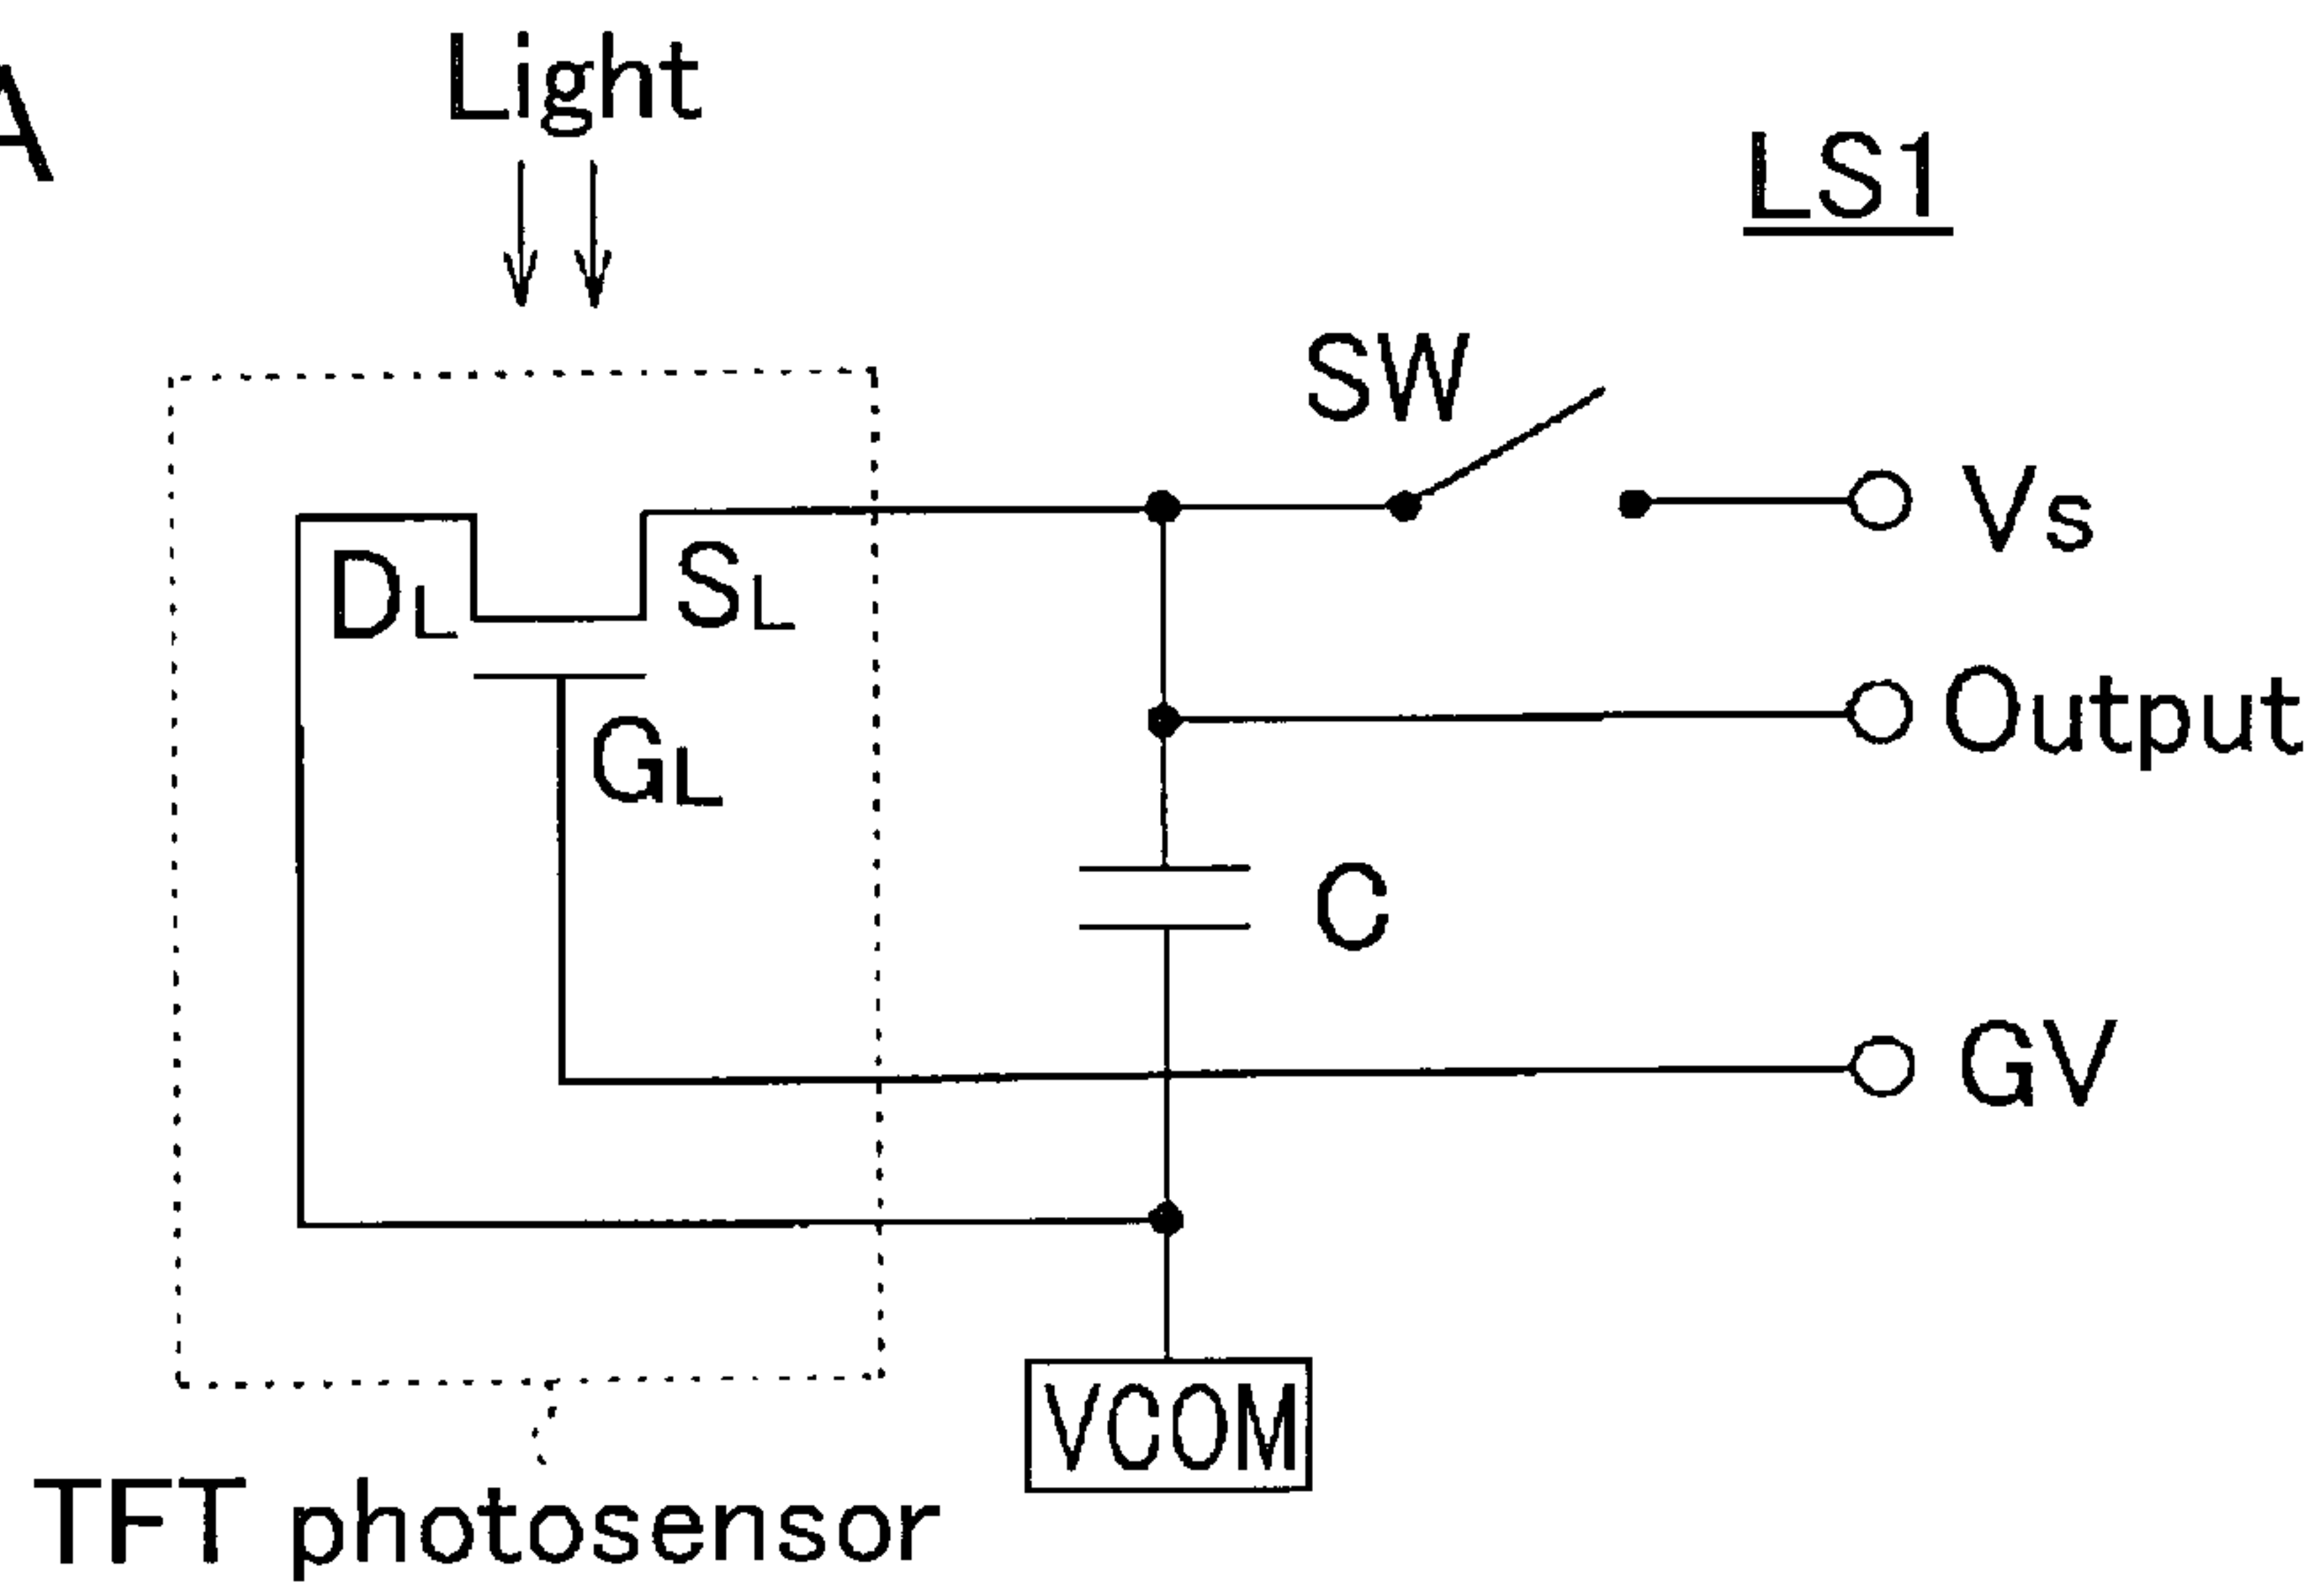 A
Light
LS1
SW
Vs
DL
SL
Output
GL
C
GV
VCOM
TFT photosensor